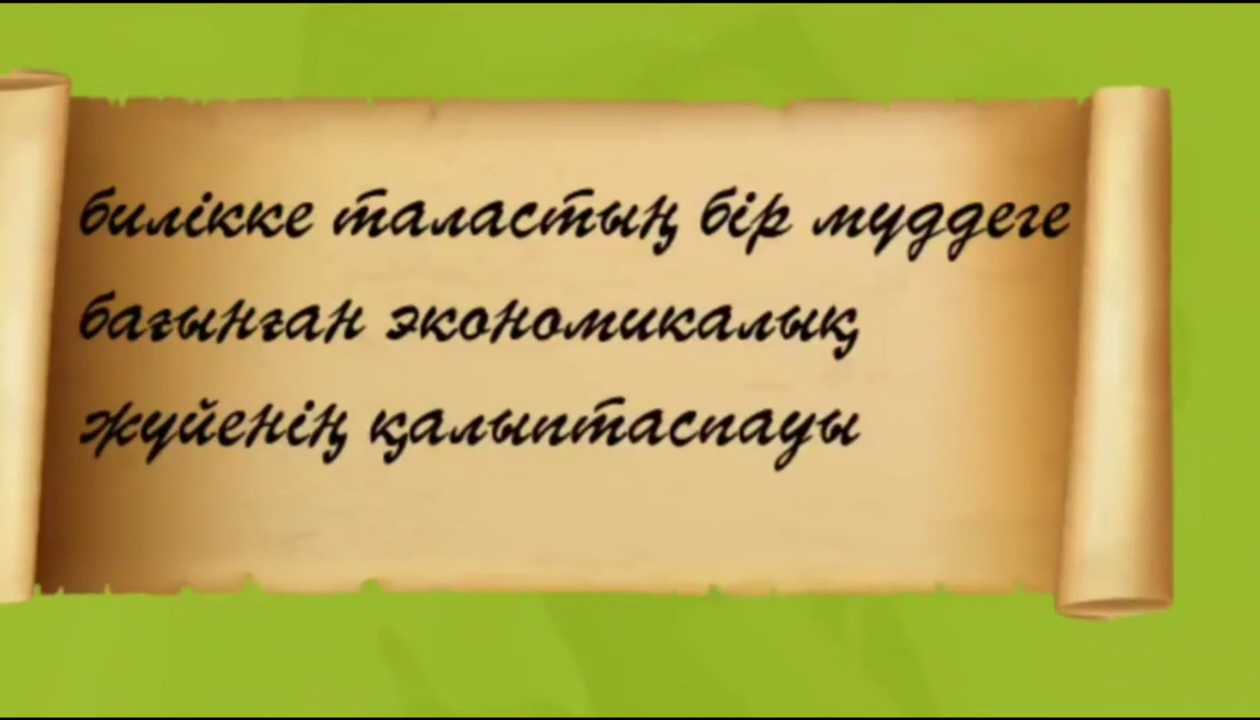 билікке таластың бір мүддеге
бағынған экономикалық
жүйенің қалыптаспауы